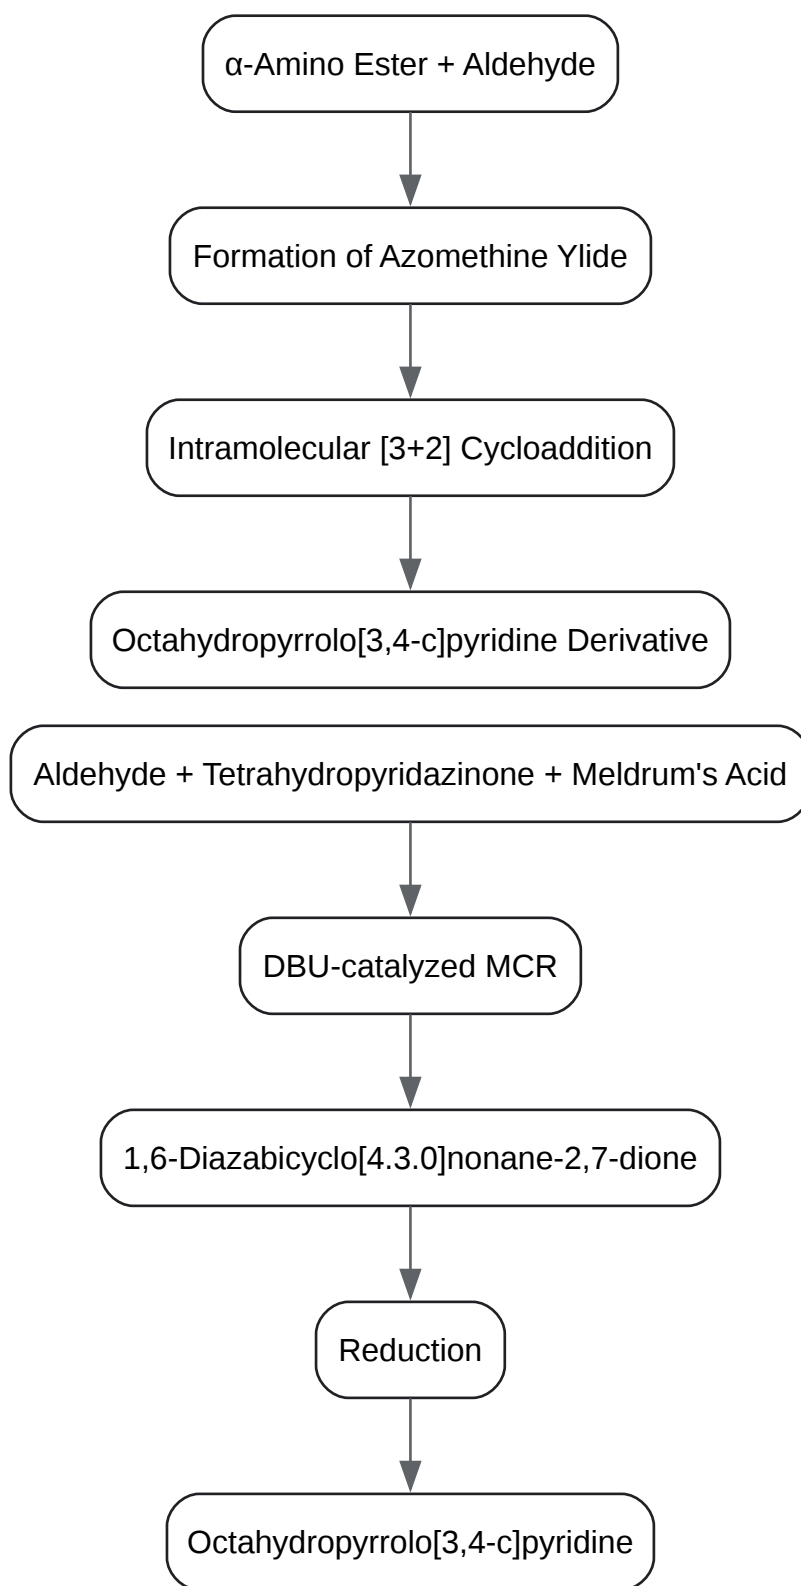 α-Amino Ester + Aldehyde
Formation of Azomethine Ylide
Intramolecular [3+2] Cycloaddition
Octahydropyrrolo[3,4-c]pyridine Derivative
Aldehyde + Tetrahydropyridazinone + Meldrum's Acid
DBU-catalyzed MCR
1,6-Diazabicyclo[4.3.0]nonane-2,7-dione
Reduction
Octahydropyrrolo[3,4-c]pyridine